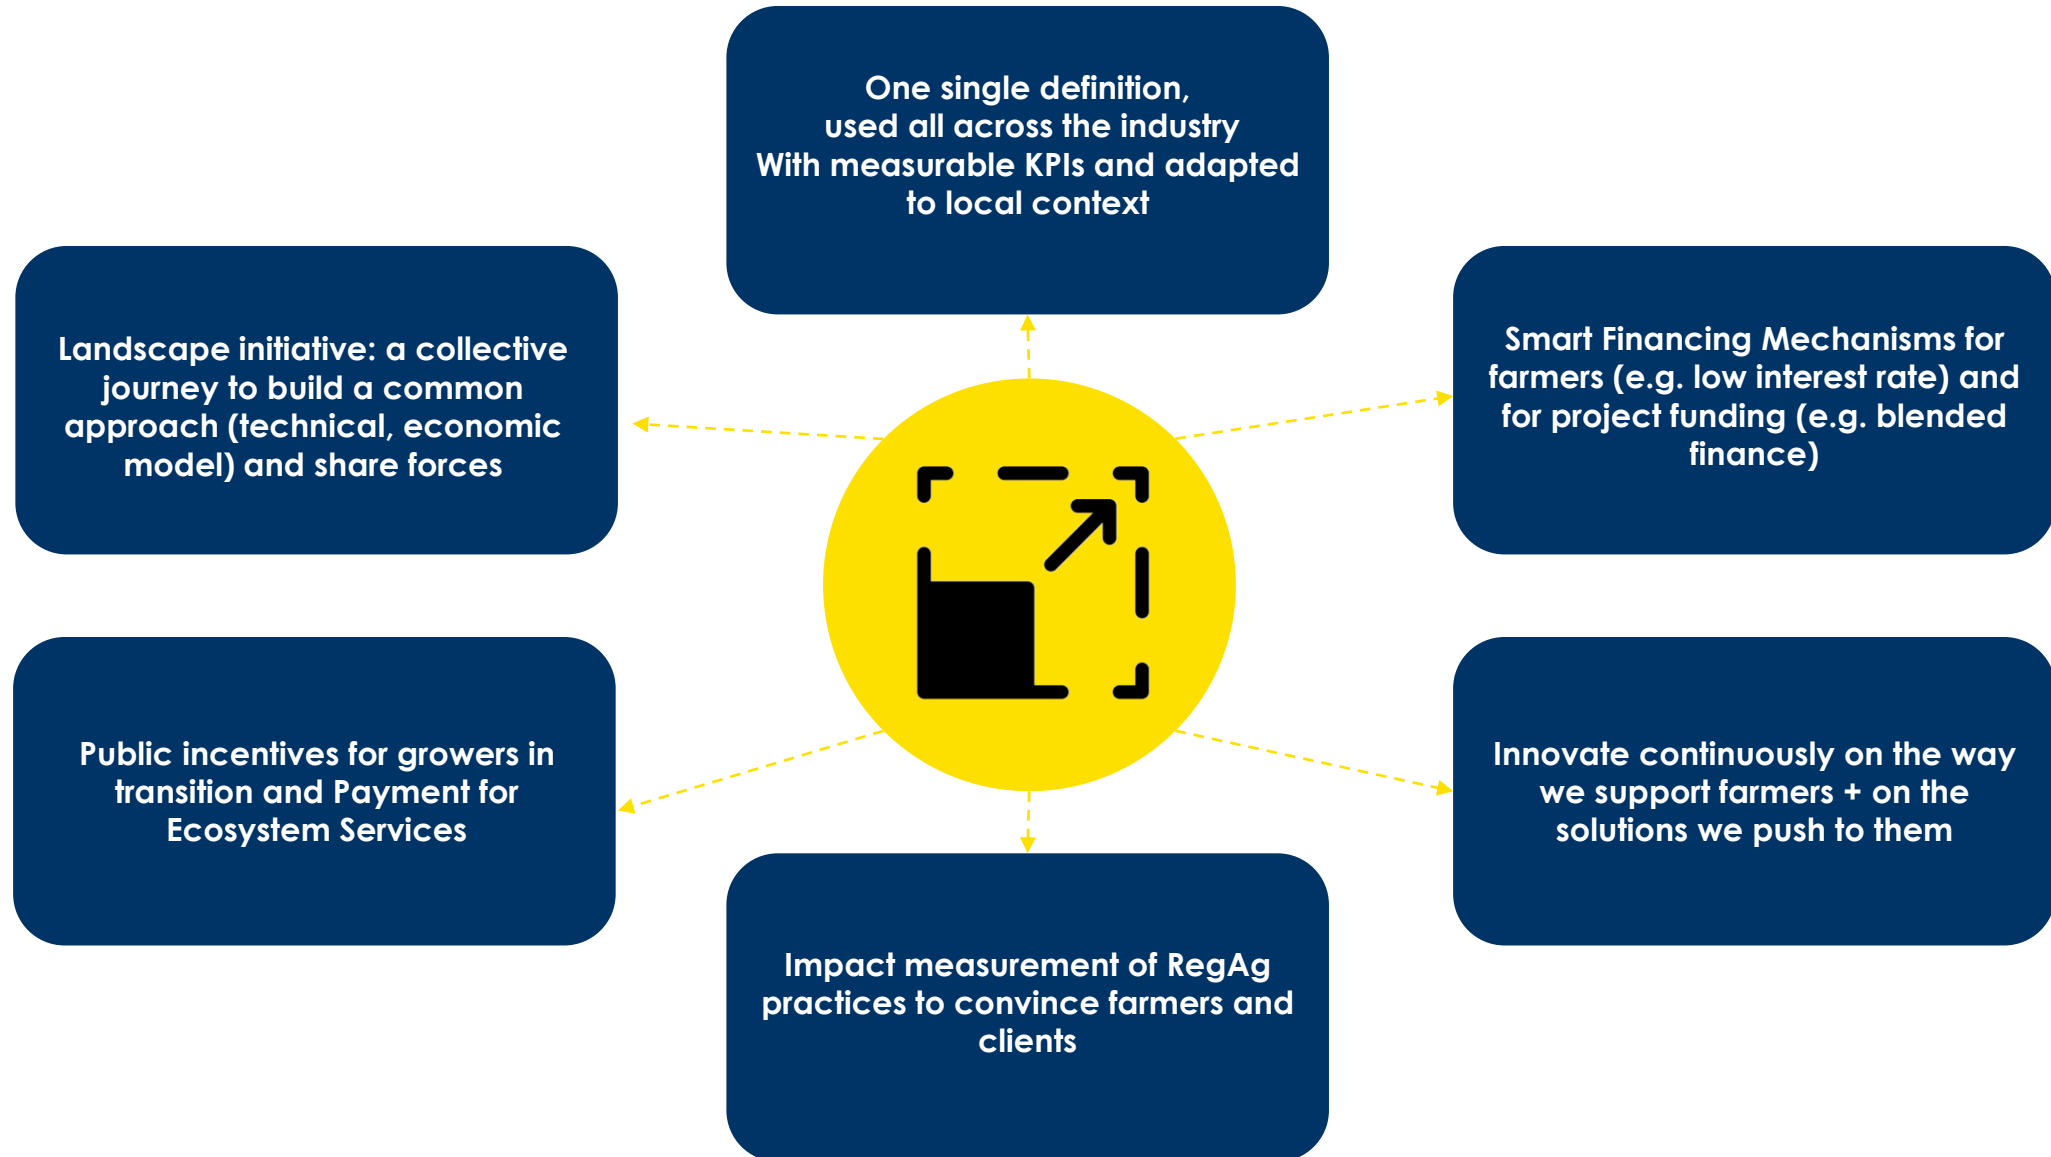 One single definition,
used all across the industry
With measurable KPIs and adapted
to local context
Landscape initiative: a collective
journey to build a common
approach (technical, economic
model) and share forces
Smart Financing Mechanisms for
farmers (e.g. low interest rate) and
for project funding (e.g. blended
finance)
Public incentives for growers in
transition and Payment for
Ecosystem Services
Innovate continuously on the way
we support farmers + on the
solutions we push to them
Impact measurement of RegAg
practices to convince farmers and
clients